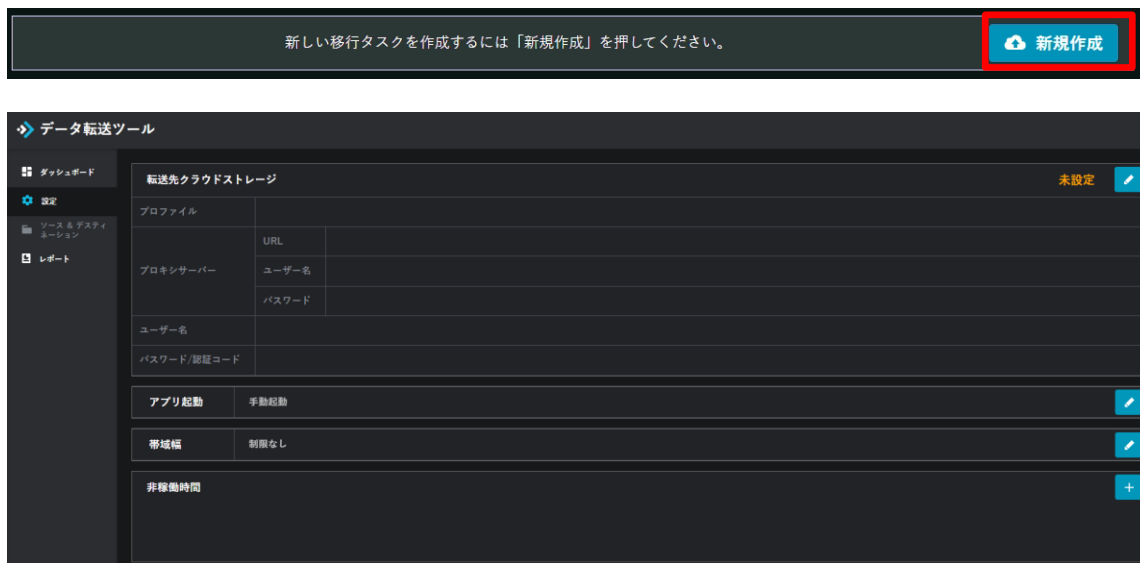 新しい移行タスクを作成するには「新規作成」を押してください。
新規作成
データ転送ツール
ダッシュボード
設定
ソース & デスティ
ネーション
レポート
転送先クラウドストレージ
未設定
プロファイル
プロキシサーバー
URL
ユーザー名
パスワード
ユーザー名
パスワード/認証コード
アプリ起動
手動起動
帯域幅
制限なし
非稼働時間